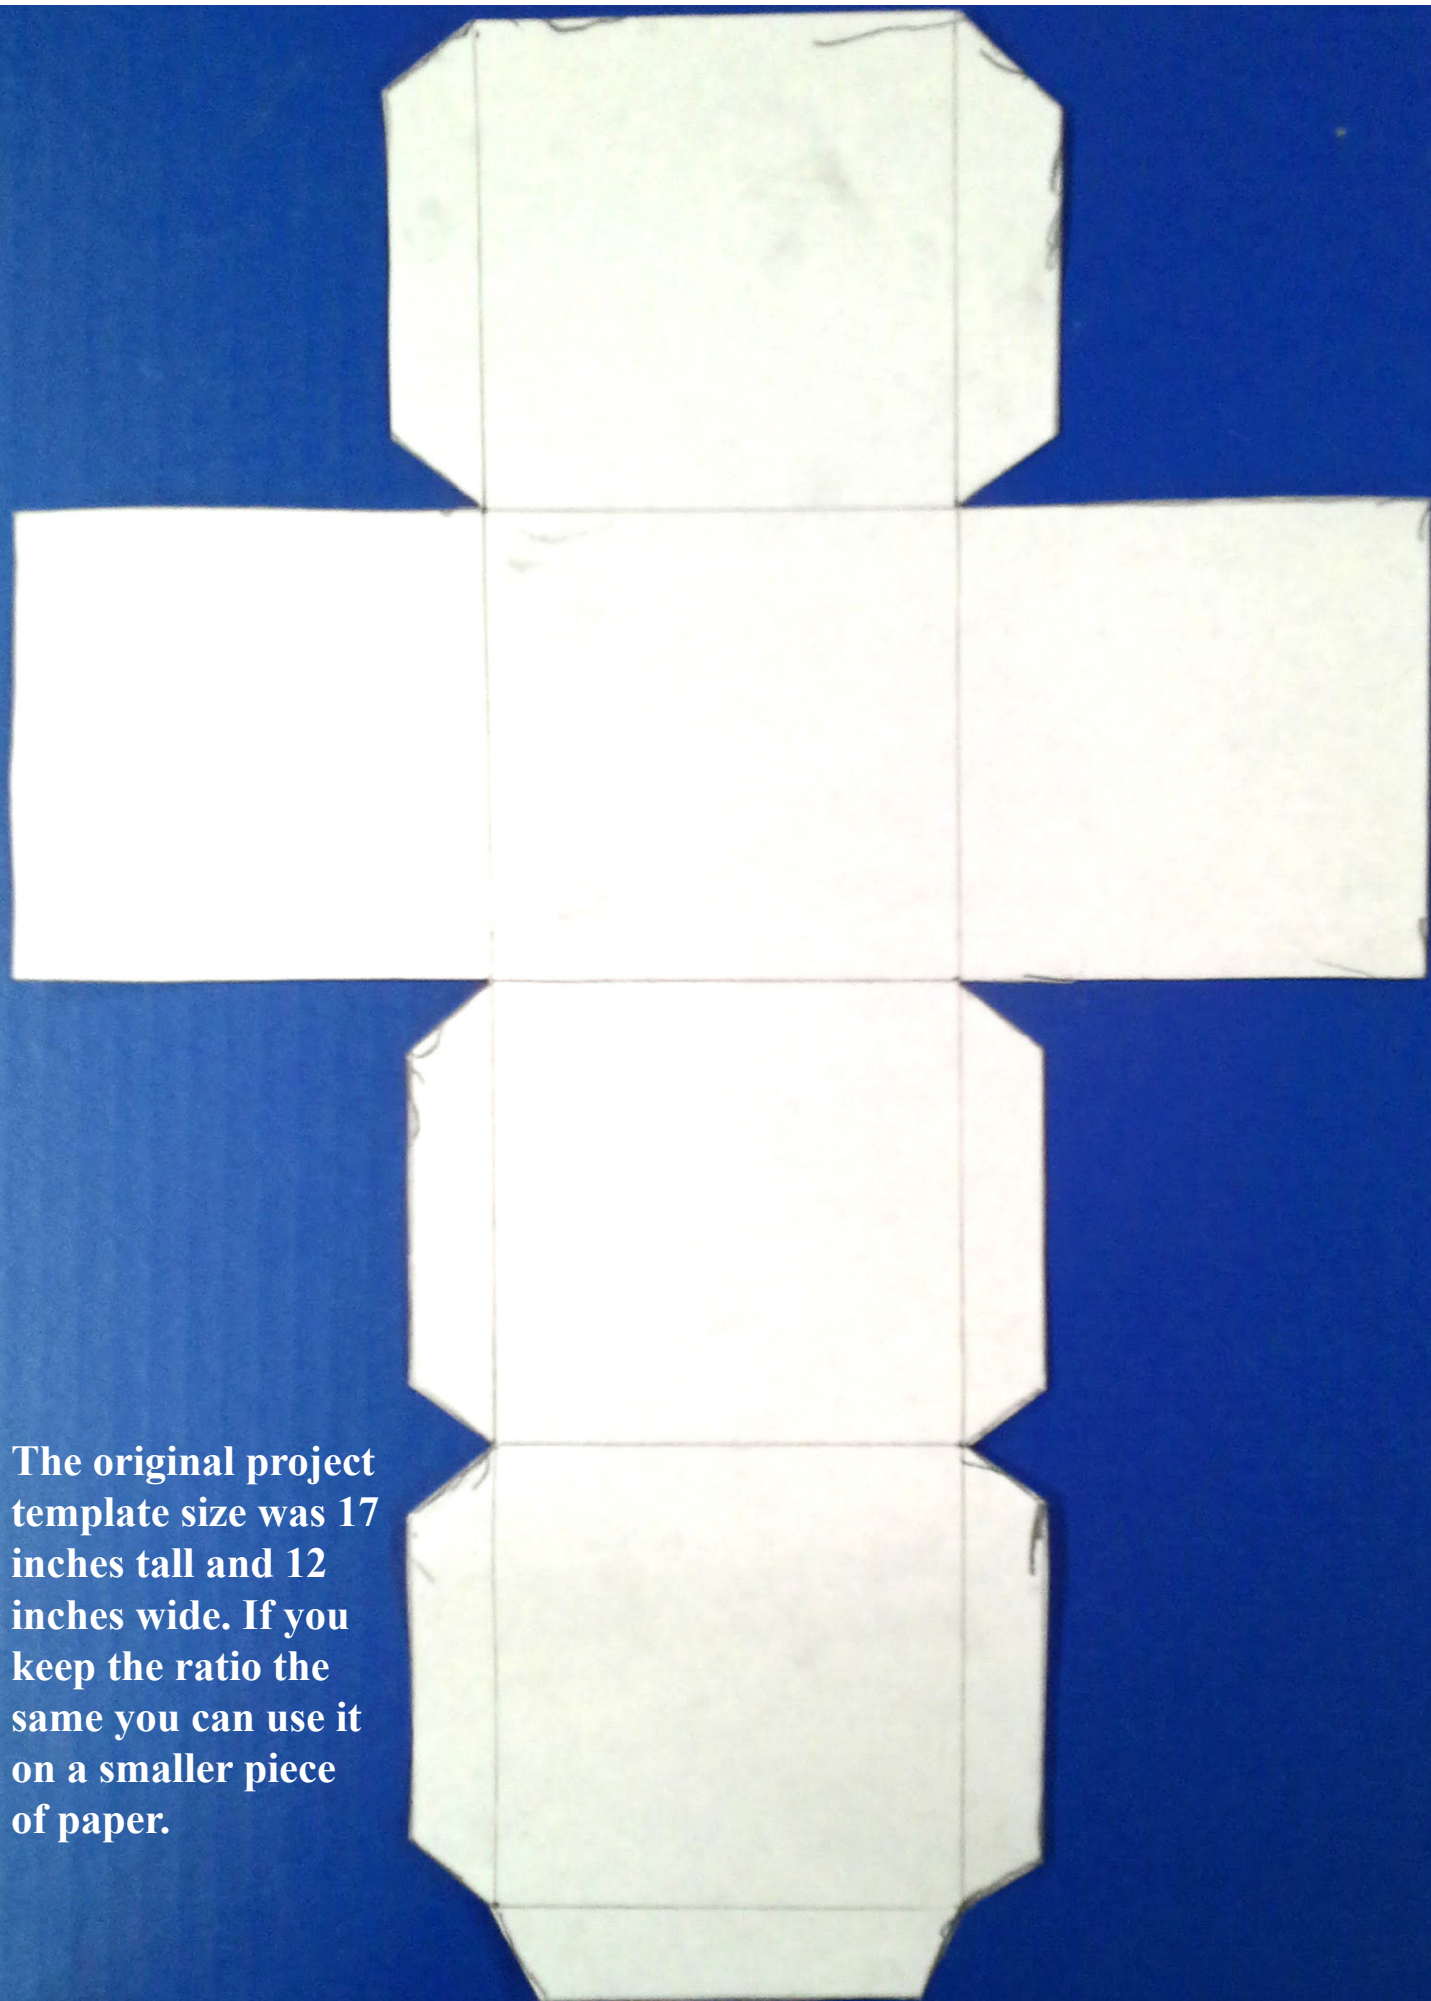 The original project
template size was 17
inches tall and 12
inches wide. If you
keep the ratio the
same you can use it
on a smaller piece
of paper.